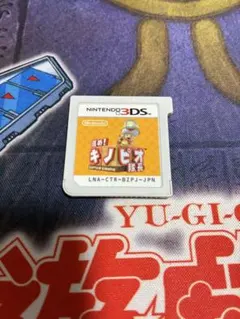 NINTENDO 3DS
Nintendo
進め!
キノピオ
隊長
LNA-CTR-BZPJ-JPN
YU-GI-O